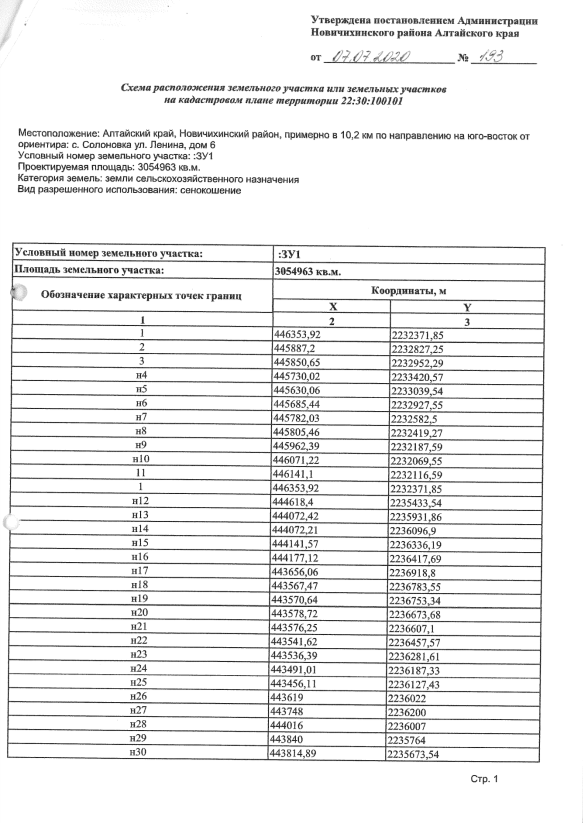 Утверждена постановлением Администрации
Новичихинского района Алтайского края
от 07.07.2020 № 193
Схема расположения земельного участка или земельных участков
на кадастровом плане территории 22:30:100101
Местоположение: Алтайский край, Новичихинский район, примерно в 10,2 км по направлению на юго-восток от
ориентира: с. Солоновка ул. Ленина, дом 6
Условный номер земельного участка: :ЗУ1
Проектируемая площадь: 3054963 кв.м.
Категория земель: земли сельскохозяйственного назначения
Вид разрешенного использования: сенокошение
Условный номер земельного участка: :ЗУ1
Площадь земельного участка: 3054963 кв.м.
Обозначение характерных точек границ Координаты, м
X Y
1 2 3
1 446353,92 2232371,85
2 445887,2 2232827,25
3 445850,65 2232952,29
н4 445730,02 2233420,57
н5 445630,06 2233039,54
н6 445685,44 2232927,55
н7 445782,03 2232582,5
н8 445805,46 2232419,27
н9 445962,39 2232187,59
н10 446071,22 2232069,55
11 446141,1 2232116,59
1 446353,92 2232371,85
н12 444618,4 2235433,54
н13 444072,42 2235931,86
н14 444072,21 2236096,9
н15 444141,57 2236336,19
н16 444177,12 2236417,69
н17 443656,06 2236918,8
н18 443567,47 2236783,55
н19 443570,64 2236753,34
н20 443578,72 2236673,68
н21 443576,25 2236607,1
н22 443541,62 2236457,57
н23 443536,39 2236281,61
н24 443491,01 2236187,33
н25 443456,11 2236127,43
н26 443619 2236022
н27 443748 2236200
н28 444016 2236007
н29 443840 2235764
н30 443814,89 2235673,54
Стр. 1